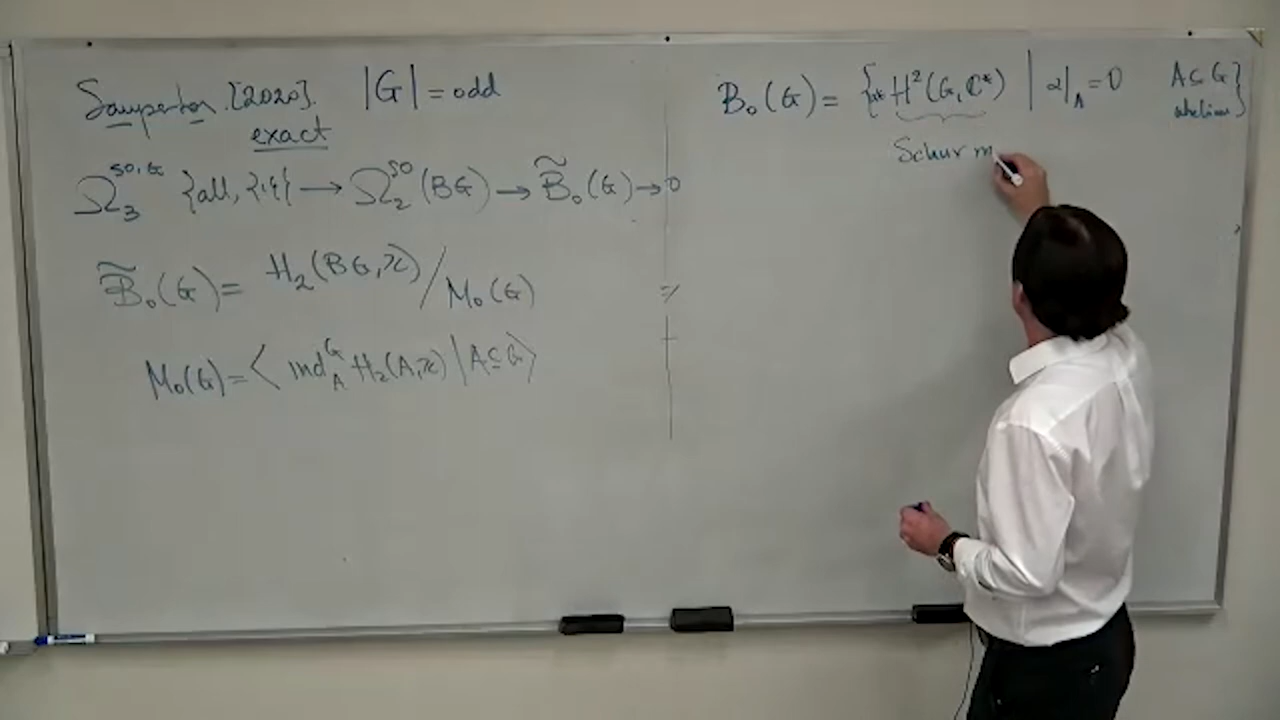 Samperton [2020]. |G| = odd
exact
Ω₃^{SO,G} {all, {1}} → Ω₂^{SO}(BG) → B̃₀(G) → 0
B̃₀(G) = H₂(BG,ℤ) / M₀(G)
M₀(G) = ⟨ ind_A^G H₂(A,ℤ) | A ⊆ G ⟩
B₀(G) = { H²(G,ℂ*) | α|_A = 0 A ⊆ G }
abelian
Schur m